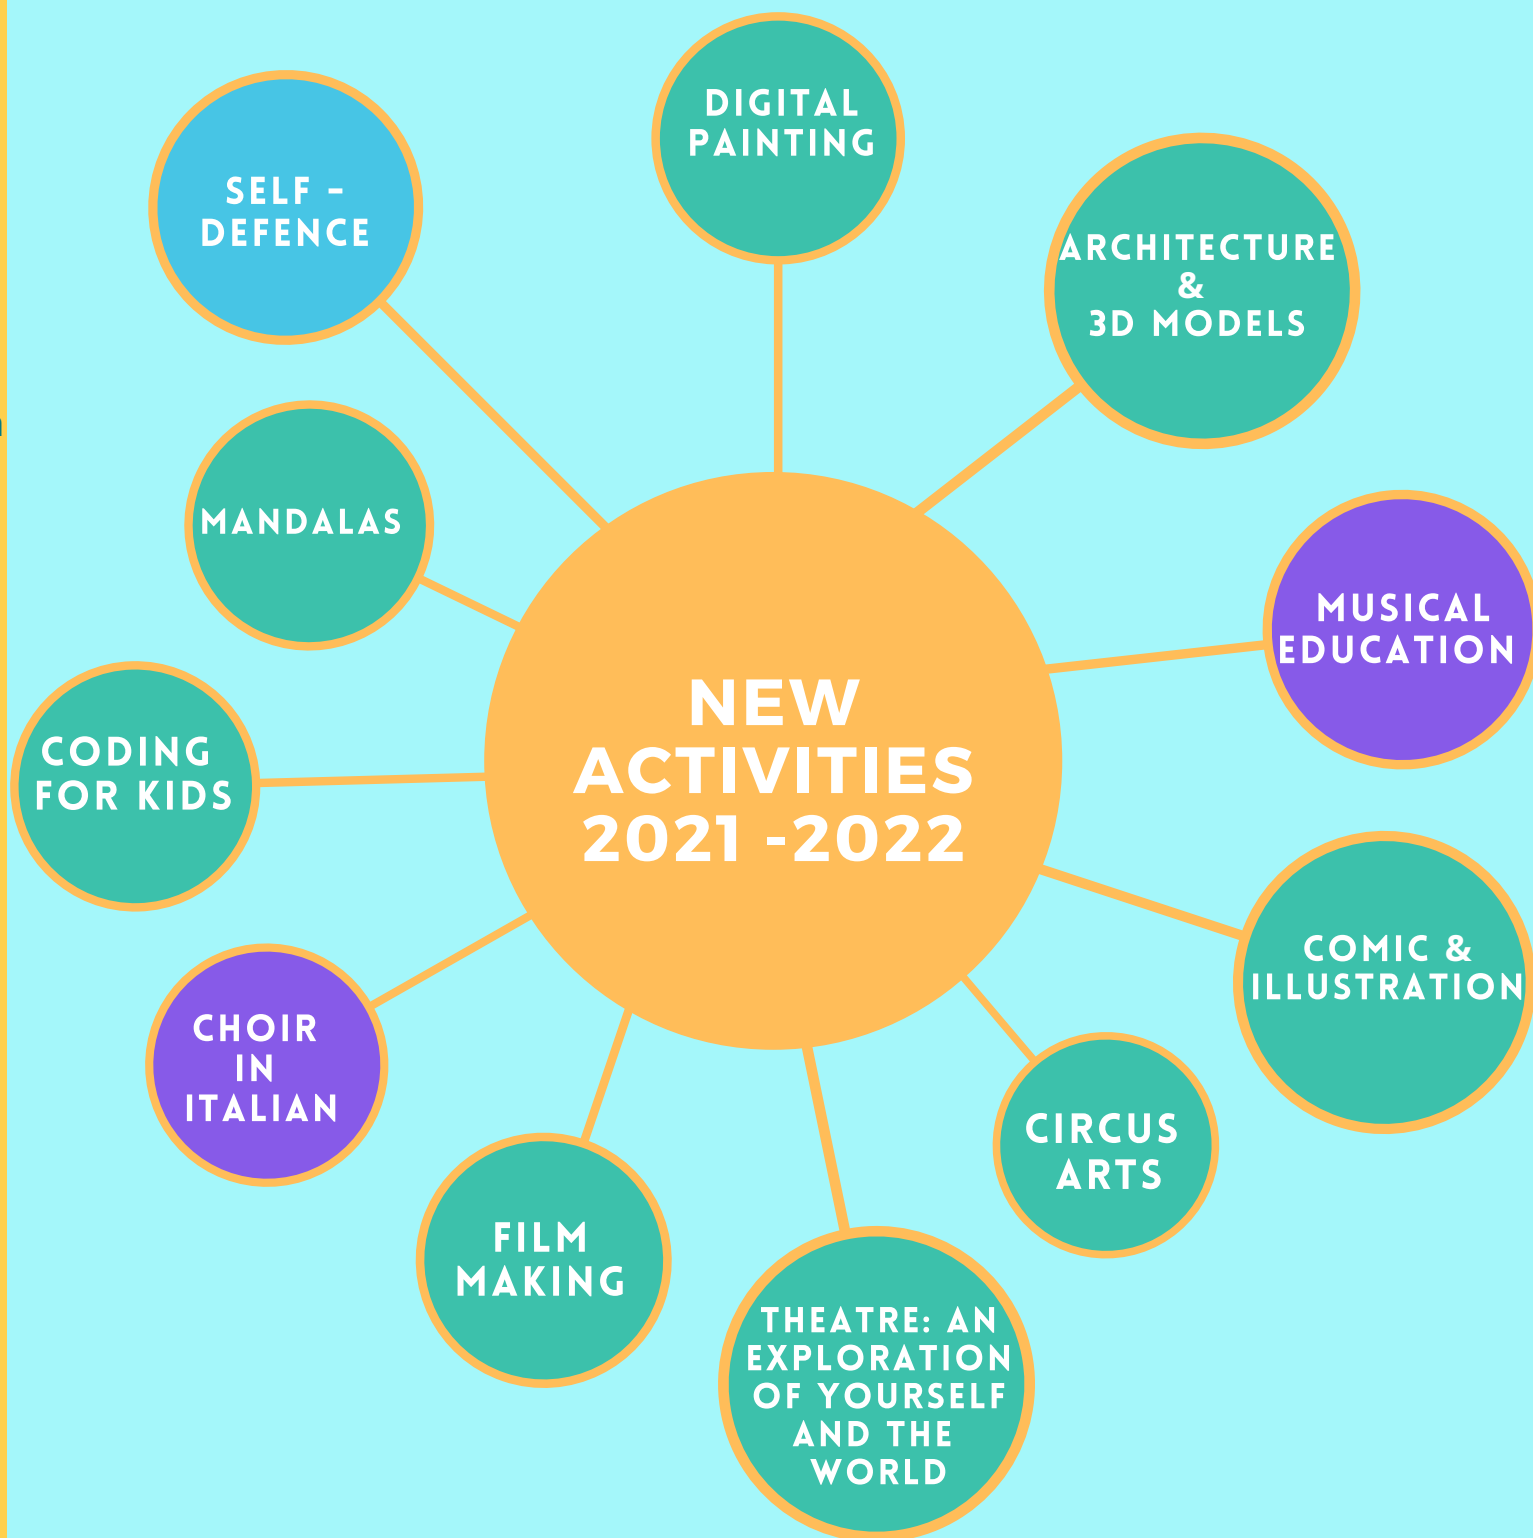 DIGITAL
PAINTING
SELF -
DEFENCE
ARCHITECTURE
&
3D MODELS
MANDALAS
MUSICAL
EDUCATION
NEW
ACTIVITIES
2021 -2022
CODING
FOR KIDS
COMIC &
ILLUSTRATION
CHOIR
IN
ITALIAN
CIRCUS
ARTS
FILM
MAKING
THEATRE: AN
EXPLORATION
OF YOURSELF
AND THE
WORLD